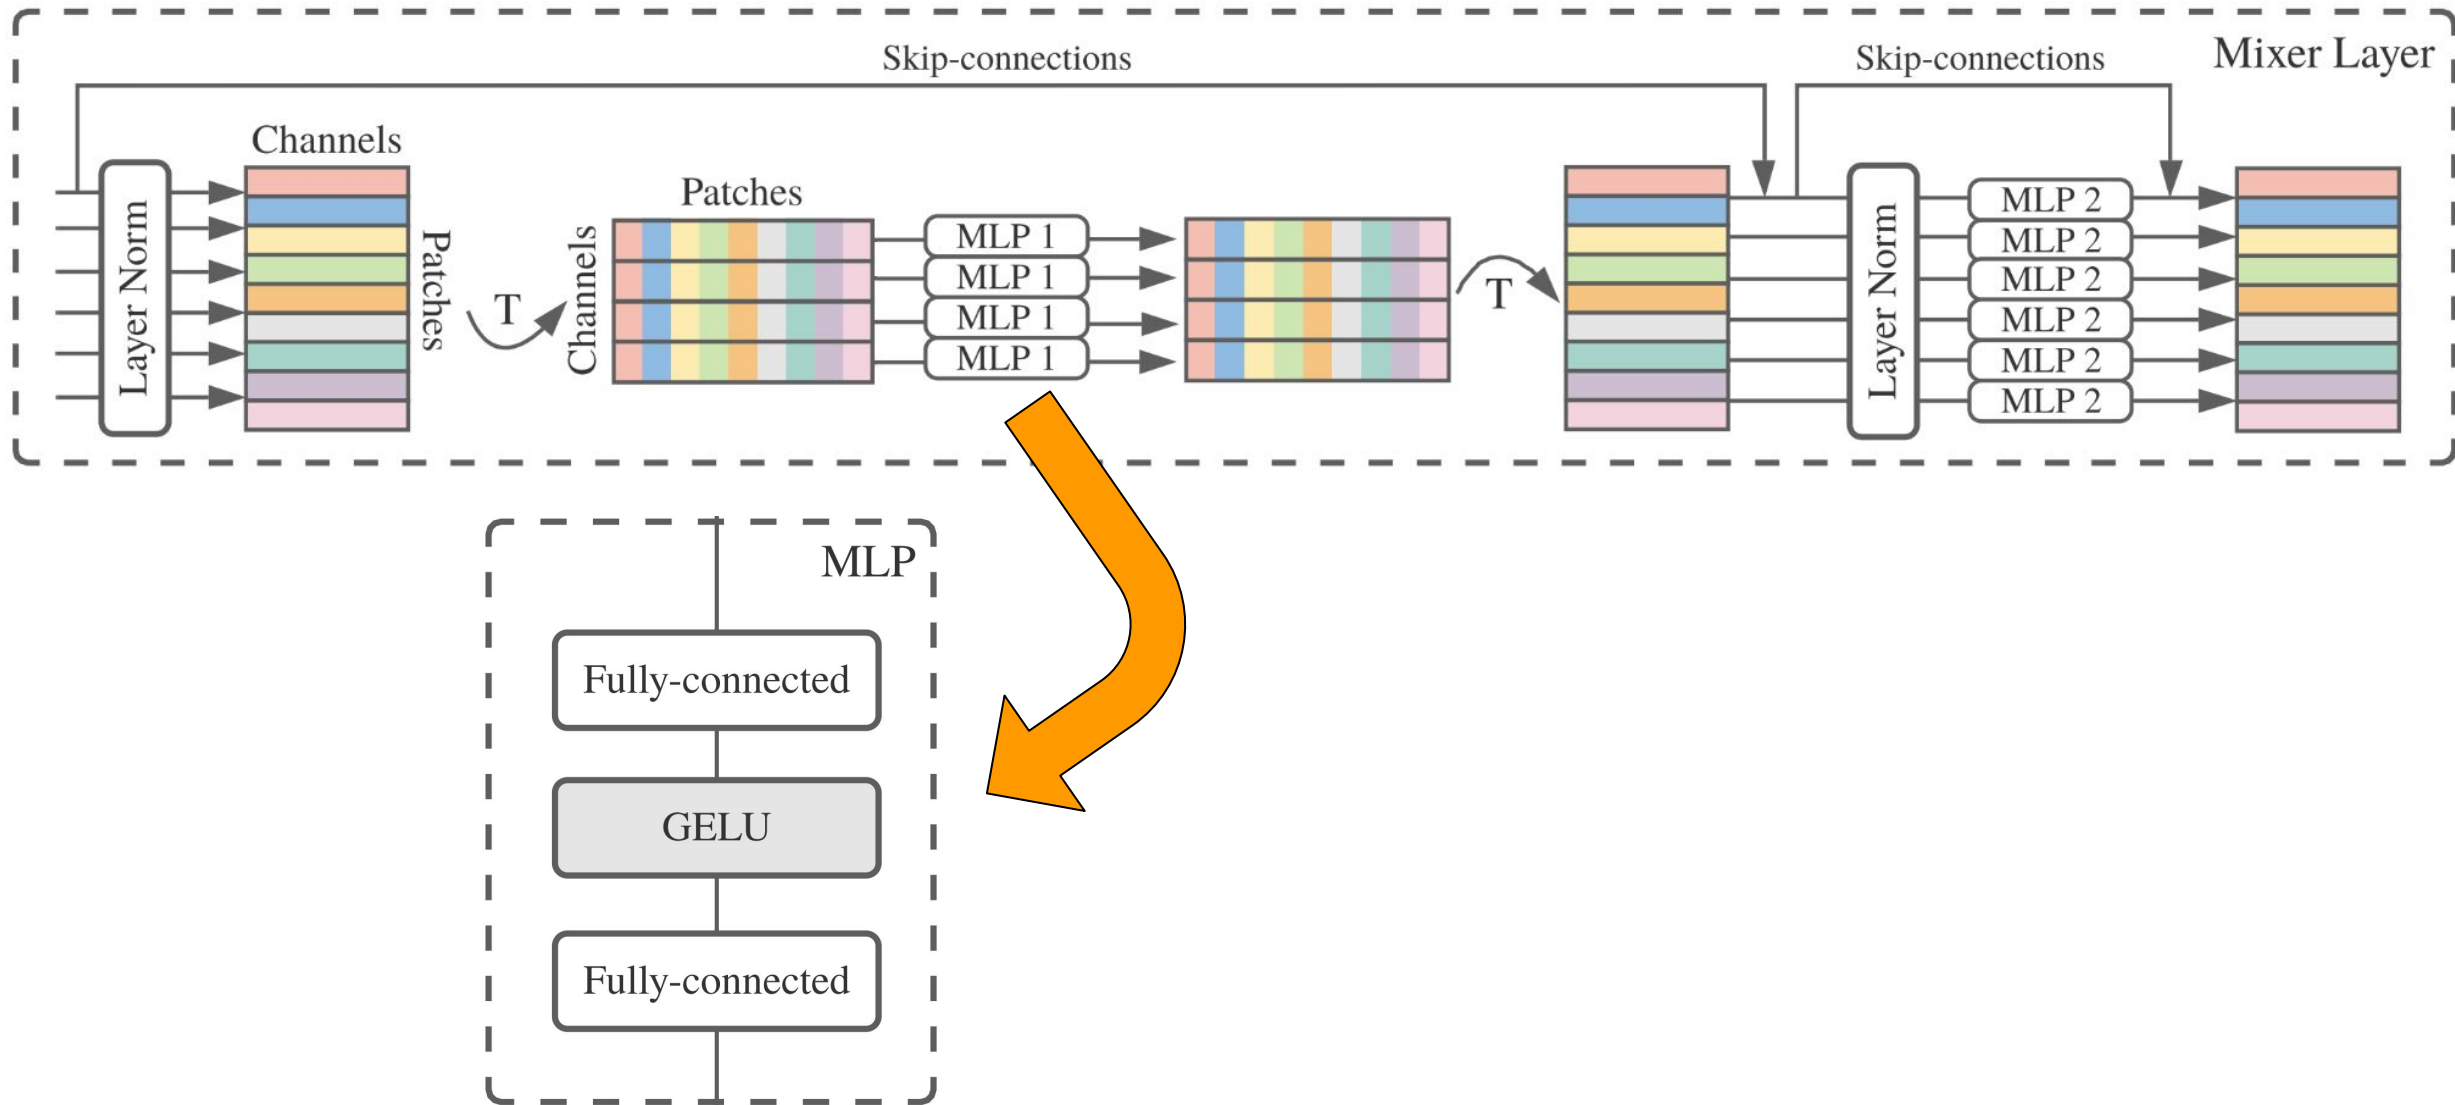 Skip-connections
Skip-connections
Mixer Layer
Channels
Layer Norm
Patches
T
Patches
Channels
MLP 1
MLP 1
MLP 1
MLP 1
T
Layer Norm
MLP 2
MLP 2
MLP 2
MLP 2
MLP 2
MLP 2
MLP
Fully-connected
GELU
Fully-connected